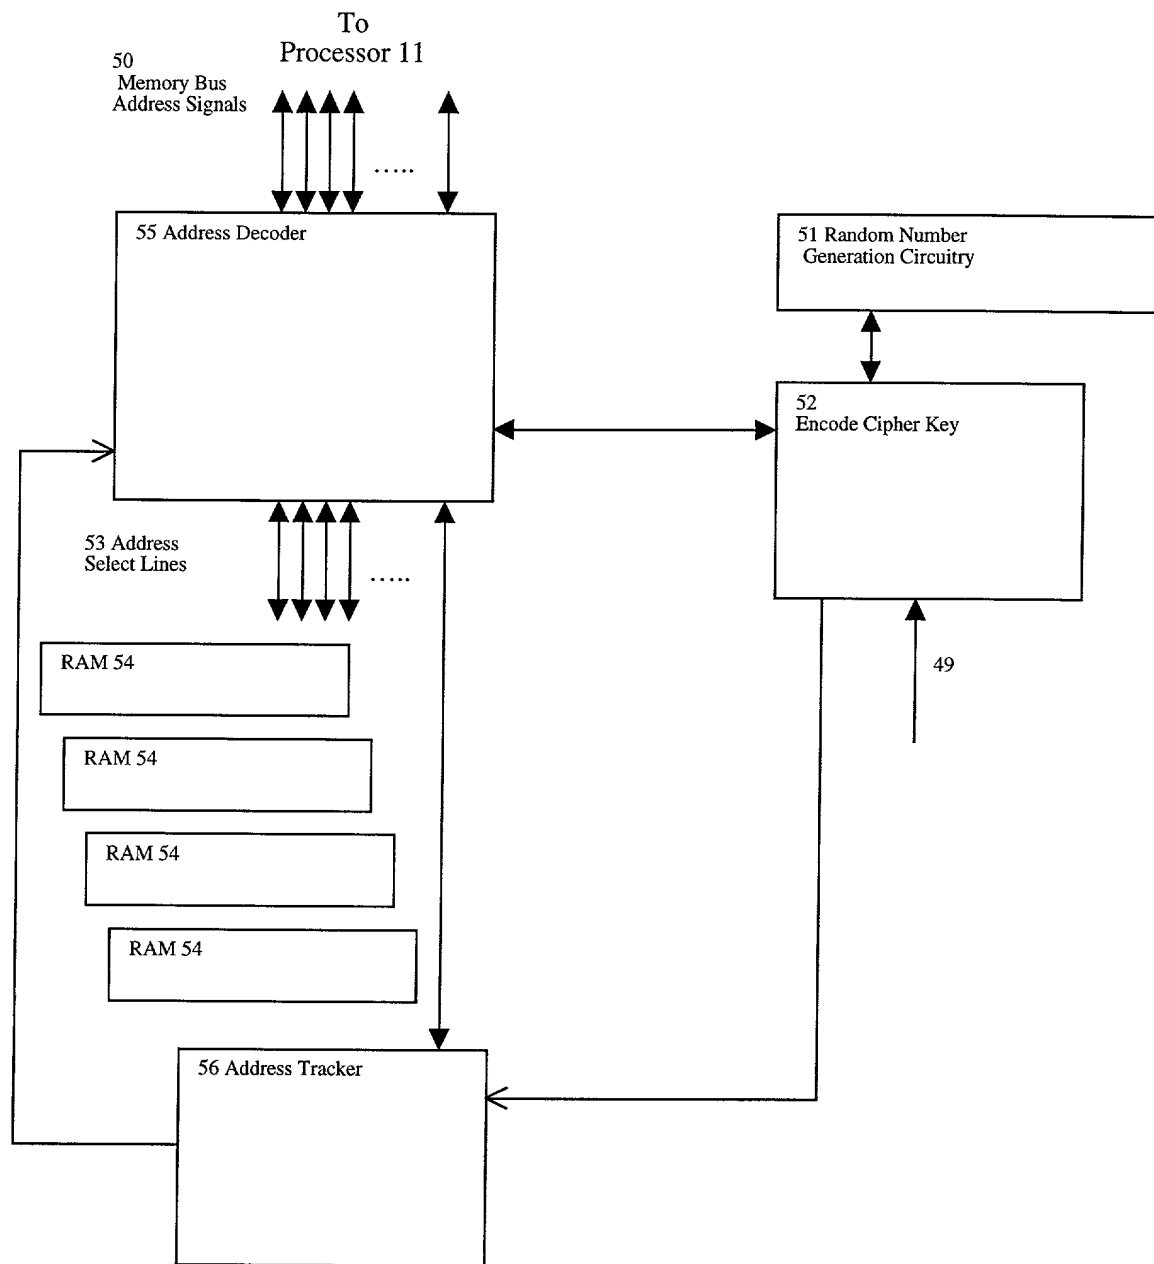 To
Processor 11
50
Memory Bus
Address Signals
.....
55 Address Decoder
51 Random Number
Generation Circuitry
52
Encode Cipher Key
53 Address
Select Lines
.....
49
RAM 54
RAM 54
RAM 54
RAM 54
56 Address Tracker